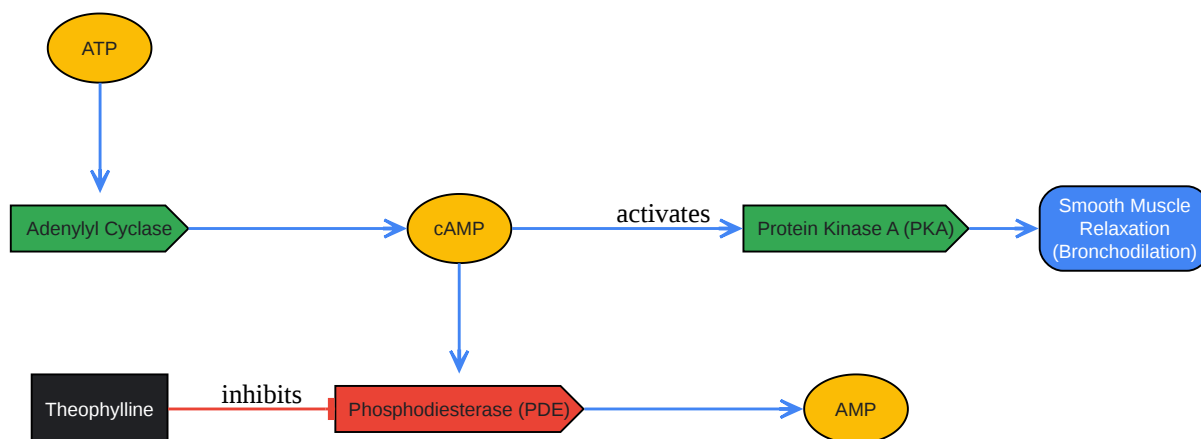 ATP
Adenylyl Cyclase
cAMP
activates
Protein Kinase A (PKA)
Smooth Muscle
Relaxation
(Bronchodilation)
Theophylline
inhibits
Phosphodiesterase (PDE)
AMP